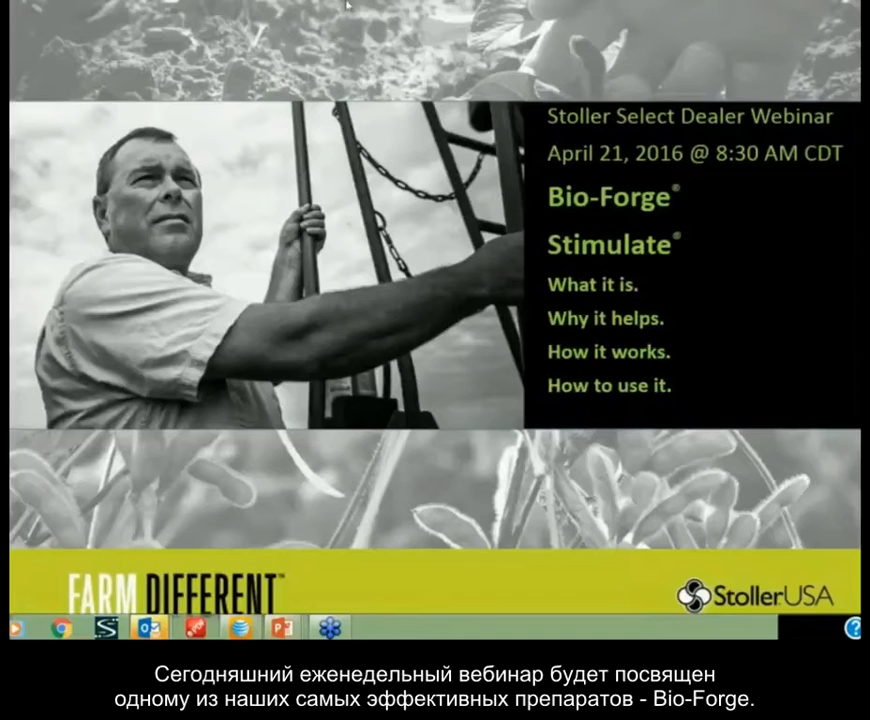 Stoller Select Dealer Webinar
April 21, 2016 @ 8:30 AM CDT
Bio-Forge®
Stimulate®
What it is.
Why it helps.
How it works.
How to use it.
FARM DIFFERENT™
StollerUSA
Сегодняшний еженедельный вебинар будет посвящен
одному из наших самых эффективных препаратов - Bio-Forge.